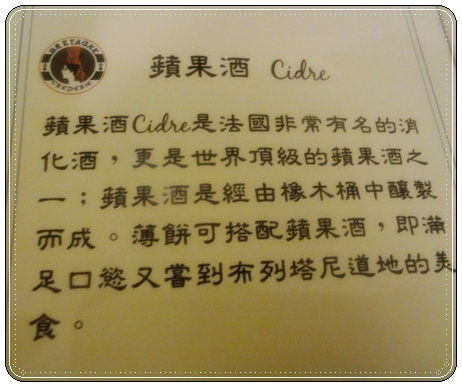 BRETAGNE
CRÊPERIE
蘋果酒 Cidre
蘋果酒Cidre是法國非常有名的消
化酒，更是世界頂級的蘋果酒之
一；蘋果酒是經由橡木桶中釀製
而成。薄餅可搭配蘋果酒，即滿
足口慾又嘗到布列塔尼道地的美
食。